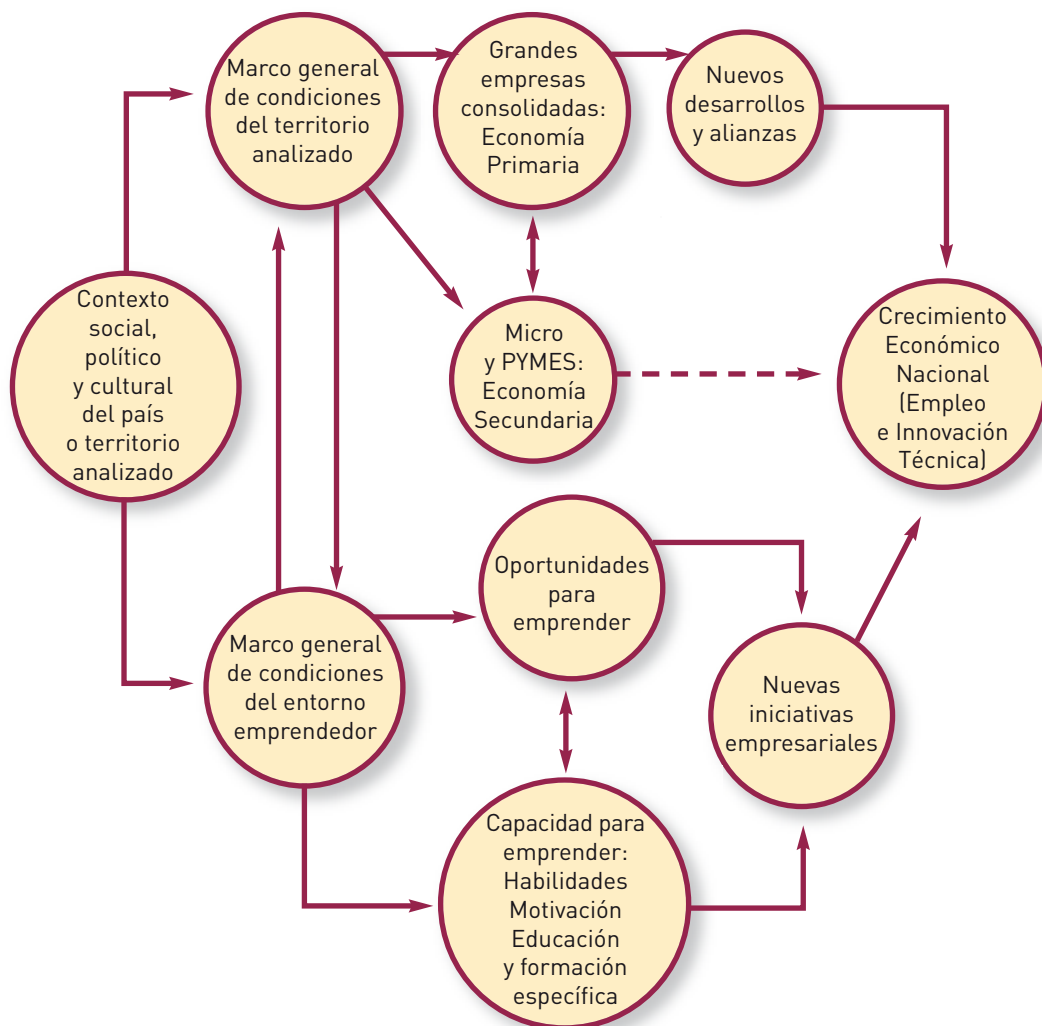 Marco general
de condiciones
del territorio
analizado
Grandes
empresas
consolidadas:
Economía
Primaria
Nuevos
desarrollos
y alianzas
Contexto
social,
político
y cultural
del país
o territorio
analizado
Micro
y PYMES:
Economía
Secundaria
Crecimiento
Económico
Nacional
(Empleo
e Innovación
Técnica)
Oportunidades
para
emprender
Marco general
de condiciones
del entorno
emprendedor
Nuevas
iniciativas
empresariales
Capacidad para
emprender:
Habilidades
Motivación
Educación
y formación
específica